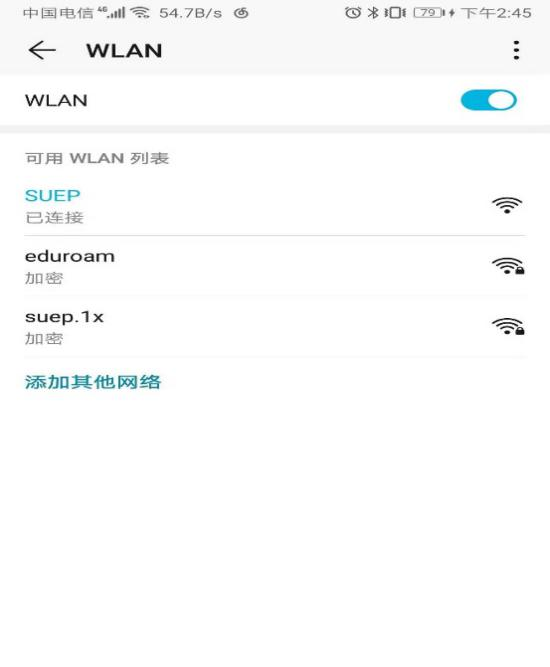 中国电信 4G 54.7B/s 79 下午2:45
WLAN
WLAN
可用 WLAN 列表
SUEP
已连接
eduroam
加密
suep.1x
加密
添加其他网络